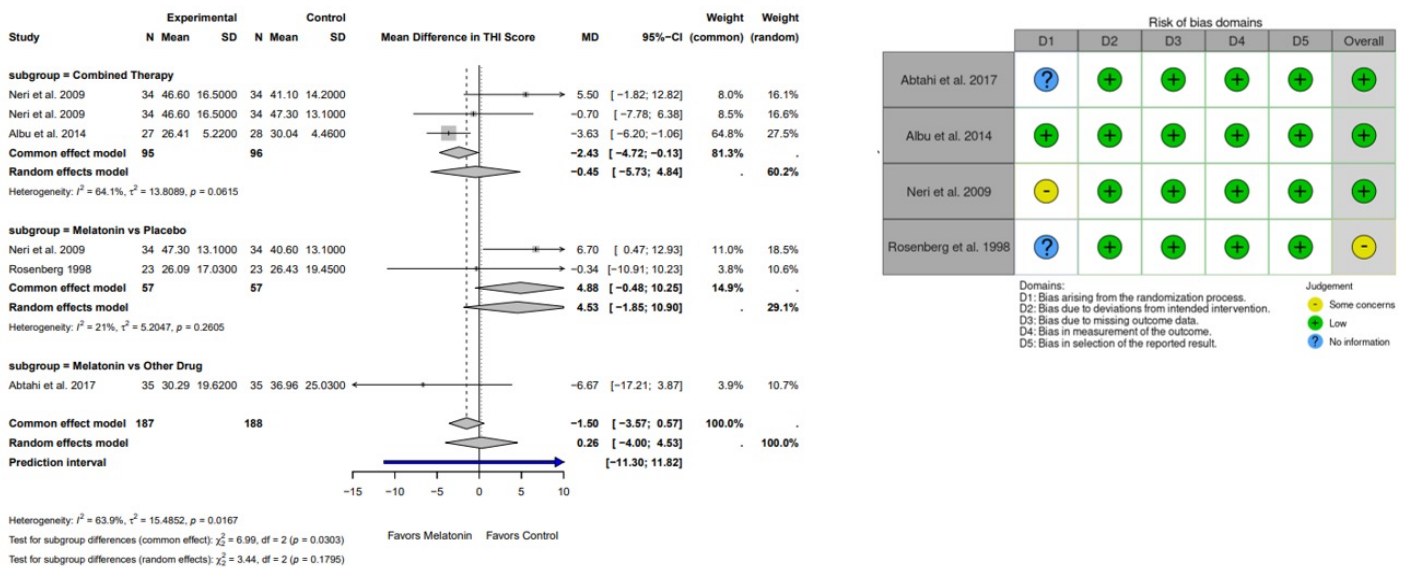 Experimental Control Weight Weight
Study N Mean SD N Mean SD Mean Difference in THI Score MD 95%-CI (common) (random)
subgroup = Combined Therapy
Neri et al. 2009 34 46.60 16.5000 34 41.10 14.2000 5.50 [ -1.82; 12.82] 8.0% 16.1%
Neri et al. 2009 34 46.60 16.5000 34 47.30 13.1000 −0.70 [ −7.78; 6.38] 8.5% 16.6%
Albu et al. 2014 27 26.41 5.2200 28 30.04 4.4600 −3.63 [ −6.20; −1.06] 64.8% 27.5%
Common effect model 95 96 −2.43 [ −4.72; −0.13] 81.3% .
Random effects model −0.45 [ −5.73; 4.84] . 60.2%
Heterogeneity: I² = 64.1%, τ² = 13.8089, p = 0.0615
subgroup = Melatonin vs Placebo
Neri et al. 2009 34 47.30 13.1000 34 40.60 13.1000 6.70 [ 0.47; 12.93] 11.0% 18.5%
Rosenberg 1998 23 26.09 17.0300 23 26.43 19.4500 −0.34 [−10.91; 10.23] 3.8% 10.6%
Common effect model 57 57 4.88 [ −0.48; 10.25] 14.9% .
Random effects model 4.53 [ −1.85; 10.90] . 29.1%
Heterogeneity: I² = 21%, τ² = 5.2047, p = 0.2605
subgroup = Melatonin vs Other Drug
Abtahi et al. 2017 35 30.29 19.6200 35 36.96 25.0300 −6.67 [−17.21; 3.87] 3.9% 10.7%
Common effect model 187 188 −1.50 [ −3.57; 0.57] 100.0% .
Random effects model 0.26 [ −4.00; 4.53] . 100.0%
Prediction interval [−11.30; 11.82]
−15 −10 −5 0 5 10
Heterogeneity: I² = 63.9%, τ² = 15.4852, p = 0.0167
Test for subgroup differences (common effect): χ²₂ = 6.99, df = 2 (p = 0.0303)
Test for subgroup differences (random effects): χ²₂ = 3.44, df = 2 (p = 0.1795)
Favors Melatonin Favors Control
Risk of bias domains
D1 D2 D3 D4 D5 Overall
Abtahi et al. 2017 ? + + + + +
Albu et al. 2014 + + + + + +
Neri et al. 2009 - + + + + +
Rosenberg et al. 1998 ? + + + + -
Domains:
D1: Bias arising from the randomization process.
D2: Bias due to deviations from intended intervention.
D3: Bias due to missing outcome data.
D4: Bias in measurement of the outcome.
D5: Bias in selection of the reported result.
Judgement
- Some concerns
+ Low
? No information